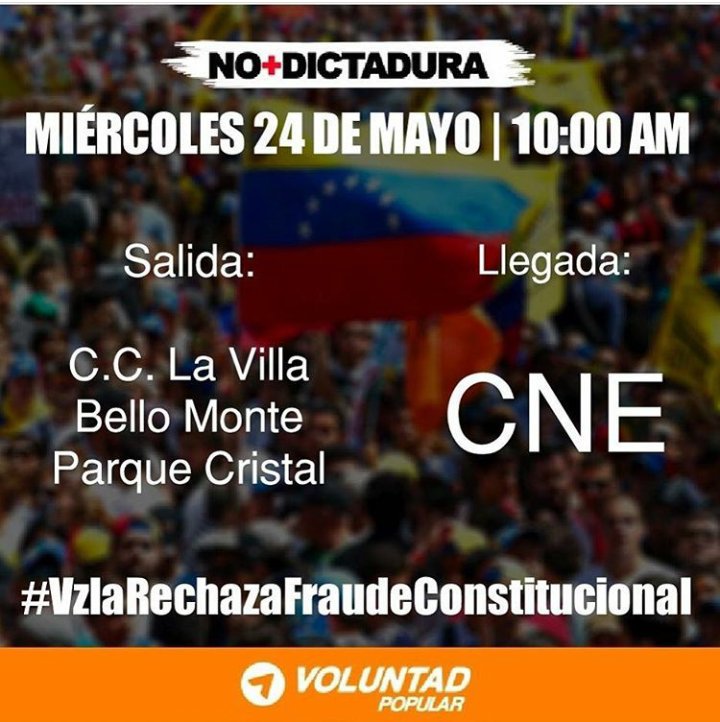 NO+DICTADURA
MIÉRCOLES 24 DE MAYO | 10:00 AM
Salida:
C.C. La Villa
Bello Monte
Parque Cristal
Llegada:
CNE
#VzlaRechazaFraudeConstitucional
VOLUNTAD
POPULAR